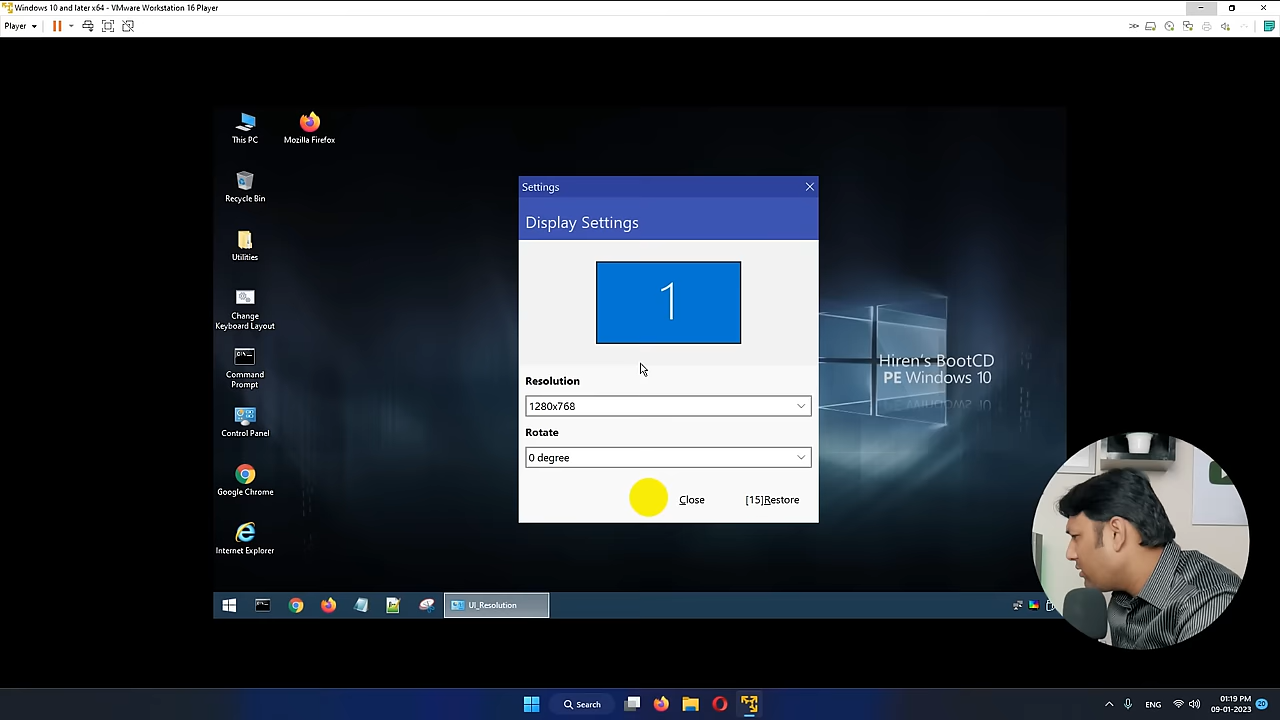 Windows 10 and later x64 - VMware Workstation 16 Player
Player
This PC
Mozilla Firefox
Recycle Bin
Utilities
Change
Keyboard Layout
Command
Prompt
Control Panel
Google Chrome
Internet Explorer
Settings
Display Settings
1
Resolution
1280x768
Rotate
0 degree
Close
[15]Restore
Hiren's BootCD
PE Windows 10
UI_Resolution
Search
ENG
01:19 PM
09-01-2023
20